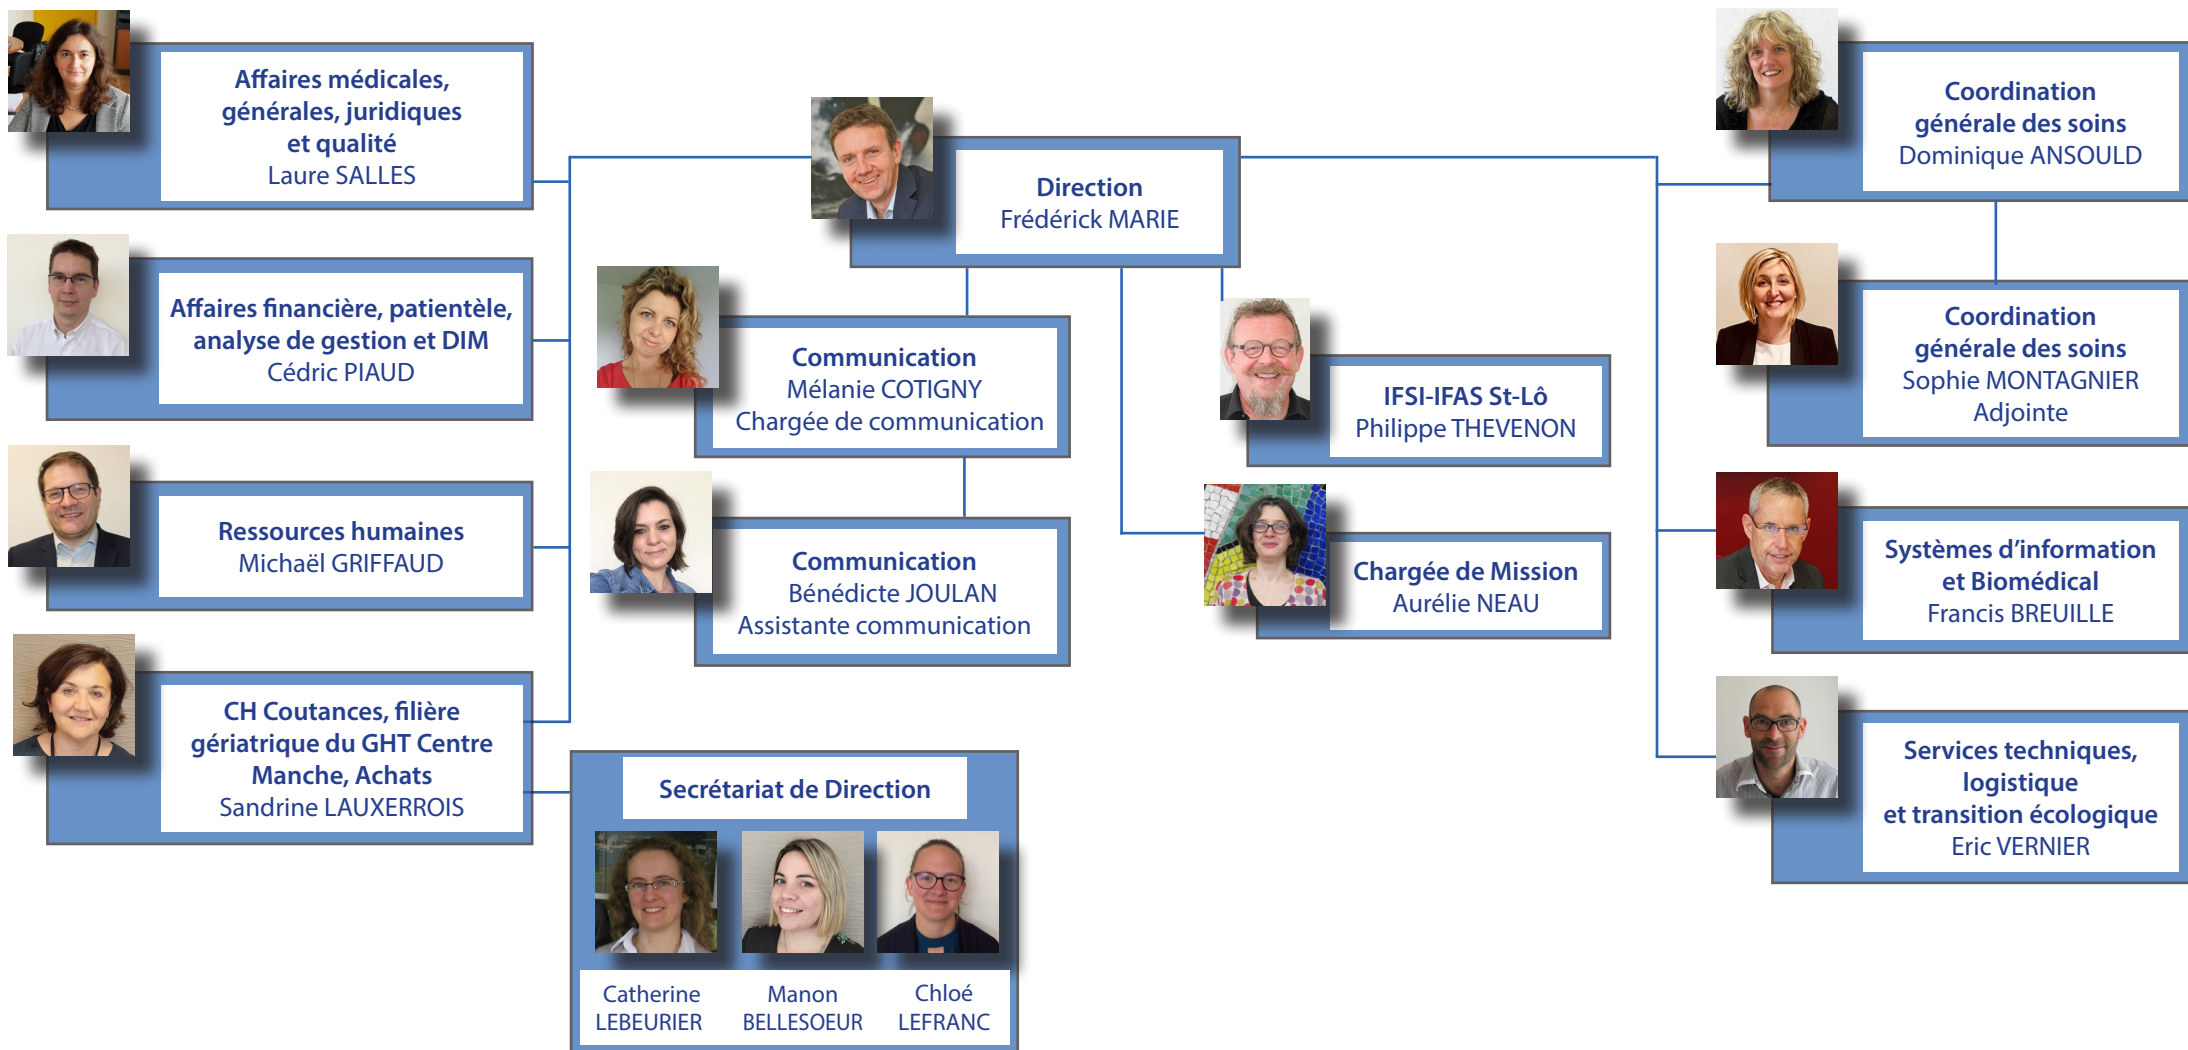 Affaires médicales,
générales, juridiques
et qualité
Laure SALLES
Affaires financière, patientèle,
analyse de gestion et DIM
Cédric PIAUD
Ressources humaines
Michaël GRIFFAUD
CH Coutances, filière
gériatrique du GHT Centre
Manche, Achats
Sandrine LAUXERROIS
Direction
Frédérick MARIE
Communication
Mélanie COTIGNY
Chargée de communication
Communication
Bénédicte JOULAN
Assistante communication
Secrétariat de Direction
Catherine
LEBEURIER
Manon
BELLESOEUR
Chloé
LEFRANC
IFSI-IFAS St-Lô
Philippe THEVENON
Chargée de Mission
Aurélie NEAU
Coordination
générale des soins
Dominique ANSOULD
Coordination
générale des soins
Sophie MONTAGNIER
Adjointe
Systèmes d’information
et Biomédical
Francis BREUILLE
Services techniques,
logistique
et transition écologique
Eric VERNIER